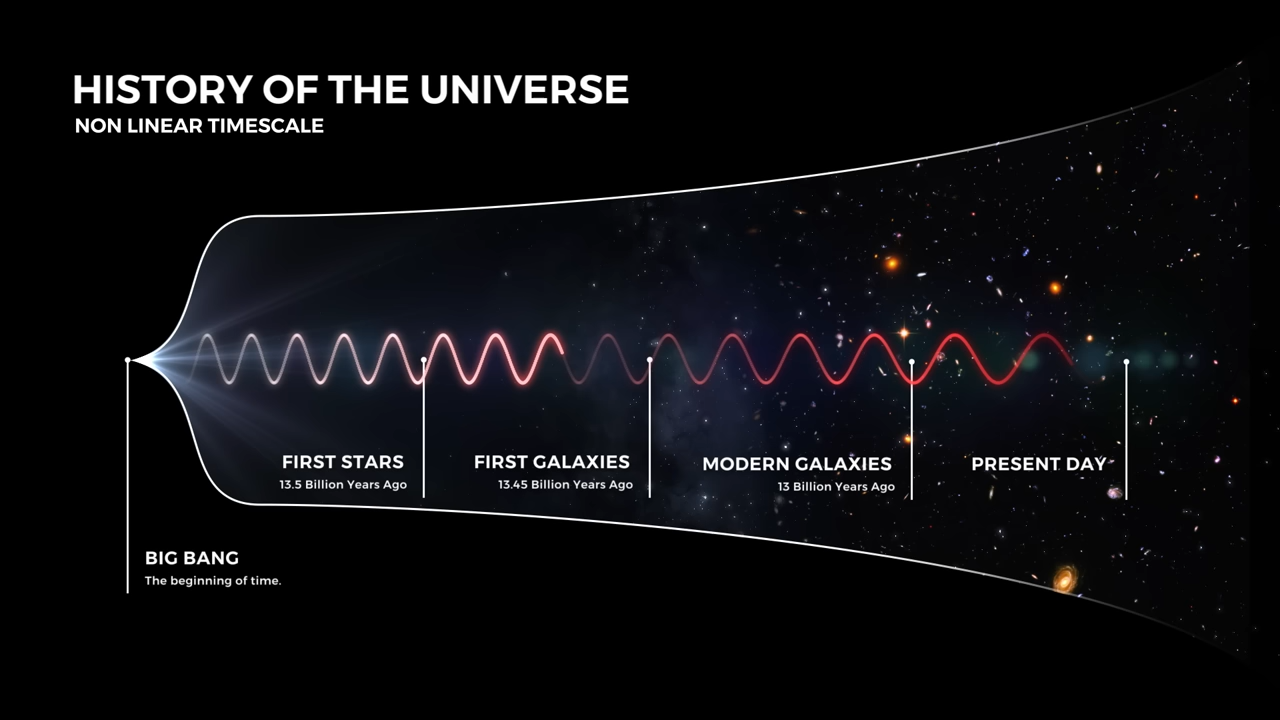 HISTORY OF THE UNIVERSE
NON LINEAR TIMESCALE
FIRST STARS
13.5 Billion Years Ago
FIRST GALAXIES
13.45 Billion Years Ago
MODERN GALAXIES
13 Billion Years Ago
PRESENT DAY
BIG BANG
The beginning of time.